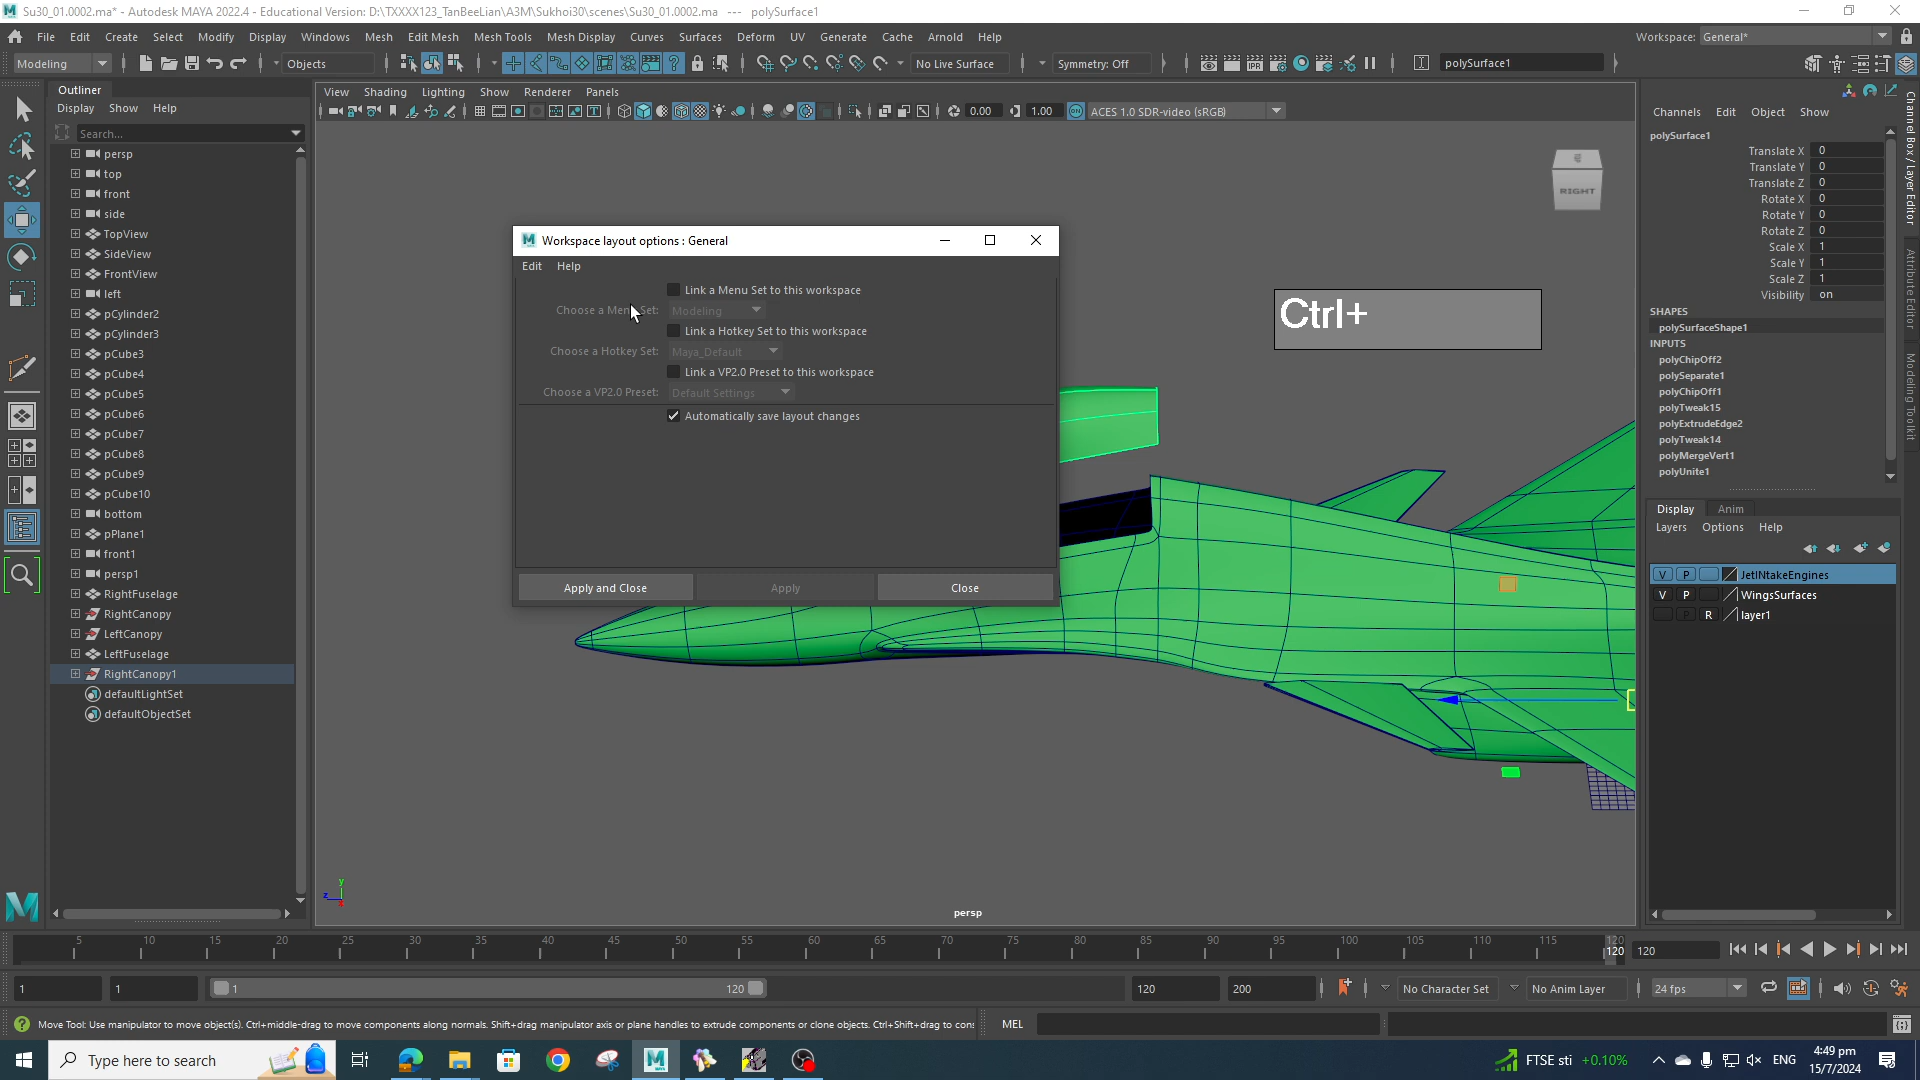 Su30_01.0002.ma* - Autodesk MAYA 2022.4 - Educational Version: D:\TXXXX123_TanBeeLian\A3M\Sukhoi30\scenes\Su30_01.0002.ma --- polySurface1
File Edit Create Select Modify Display Windows Mesh Edit Mesh Mesh Tools Mesh Display Curves Surfaces Deform UV Generate Cache Arnold Help
Workspace: General*
Modeling
Objects
No Live Surface
Symmetry: Off
polySurface1
Outliner
Display Show Help
Search...
persp
top
front
side
TopView
SideView
FrontView
left
pCylinder2
pCylinder3
pCube3
pCube4
pCube5
pCube6
pCube7
pCube8
pCube9
pCube10
bottom
pPlane1
front1
persp1
RightFuselage
RightCanopy
LeftCanopy
LeftFuselage
RightCanopy1
defaultLightSet
defaultObjectSet
View Shading Lighting Show Renderer Panels
0.00
1.00
ACES 1.0 SDR-video (sRGB)
RIGHT
Workspace layout options : General
Edit Help
Link a Menu Set to this workspace
Choose a Menu Set: Modeling
Link a Hotkey Set to this workspace
Choose a Hotkey Set: Maya_Default
Link a VP2.0 Preset to this workspace
Choose a VP2.0 Preset: Default Settings
Automatically save layout changes
Apply and Close
Apply
Close
Ctrl+
y
z
x
persp
Channels Edit Object Show
polySurface1
Translate X 0
Translate Y 0
Translate Z 0
Rotate X 0
Rotate Y 0
Rotate Z 0
Scale X 1
Scale Y 1
Scale Z 1
Visibility on
SHAPES
polySurfaceShape1
INPUTS
polyChipOff2
polySeparate1
polyChipOff1
polyTweak15
polyExtrudeEdge2
polyTweak14
polyMergeVert1
polyUnite1
Display Anim
Layers Options Help
V P JetINtakeEngines
V P WingsSurfaces
P R layer1
Channel Box / Layer Editor
Attribute Editor
Modeling Toolkit
5 10 15 20 25 30 35 40 45 50 55 60 65 70 75 80 85 90 95 100 105 110 115 120
120
120
1
1
1
120
120
200
No Character Set
No Anim Layer
24 fps
Move Tool: Use manipulator to move object(s). Ctrl+middle-drag to move components along normals. Shift+drag manipulator axis or plane handles to extrude components or clone objects. Ctrl+Shift+drag to con
MEL
Type here to search
FTSE sti +0.10%
ENG
4:49 pm
15/7/2024